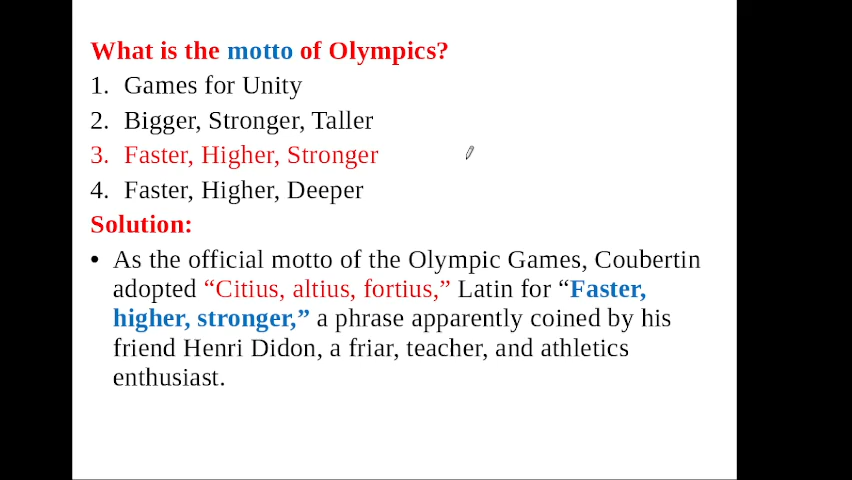 What is the motto of Olympics?
1. Games for Unity
2. Bigger, Stronger, Taller
3. Faster, Higher, Stronger
4. Faster, Higher, Deeper
Solution:
• As the official motto of the Olympic Games, Coubertin
adopted “Citius, altius, fortius,” Latin for “Faster,
higher, stronger,” a phrase apparently coined by his
friend Henri Didon, a friar, teacher, and athletics
enthusiast.